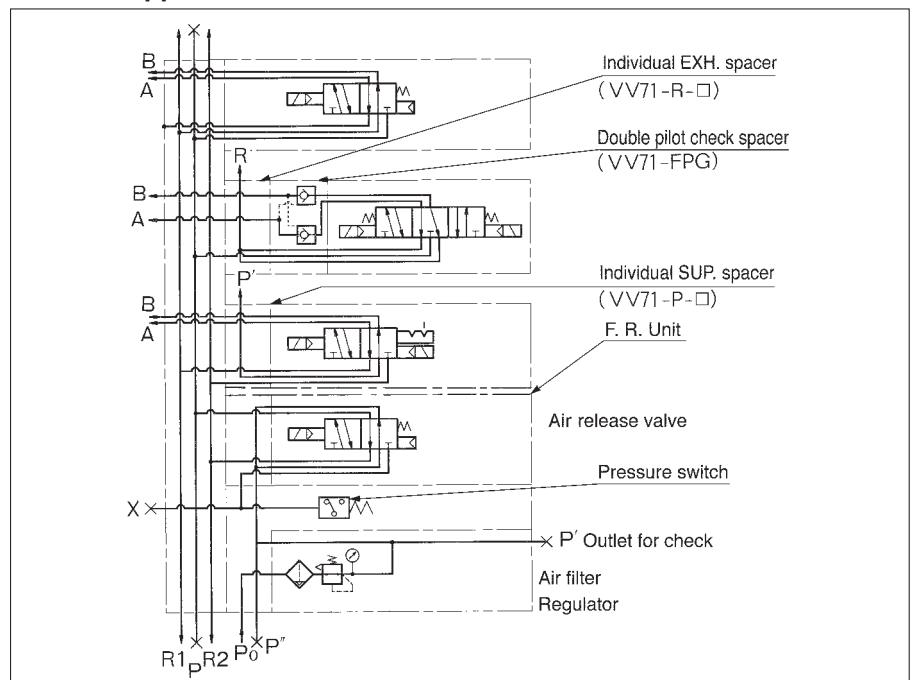 Individual EXH. spacer
(VV71-R-□)
B
A
Double pilot check spacer
(VV71-FPG)
R
B
A
Individual SUP. spacer
(VV71-P-□)
P'
B
A
F. R. Unit
Air release valve
Pressure switch
X
P' Outlet for check
Air filter
Regulator
R1 P R2 P0 P"